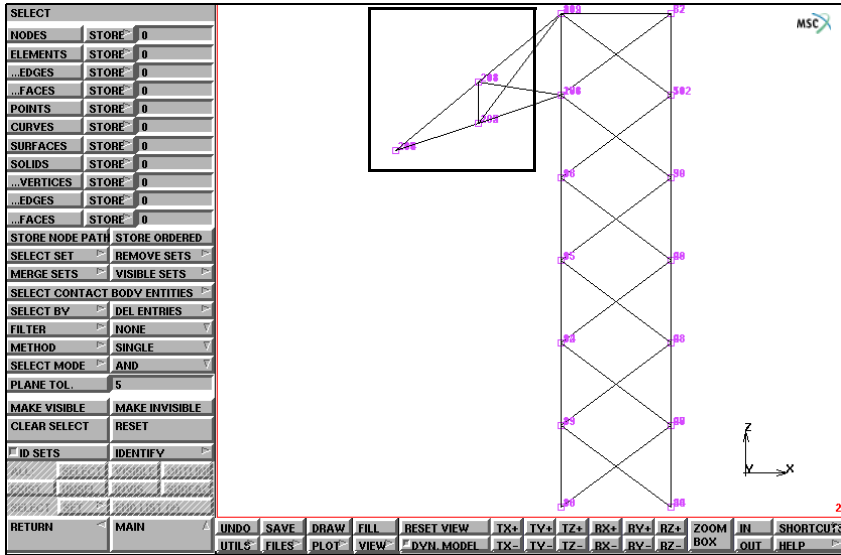 SELECT
NODES STORE 0
ELEMENTS STORE 0
...EDGES STORE 0
...FACES STORE 0
POINTS STORE 0
CURVES STORE 0
SURFACES STORE 0
SOLIDS STORE 0
...VERTICES STORE 0
...EDGES STORE 0
...FACES STORE 0
STORE NODE PATH STORE ORDERED
SELECT SET REMOVE SETS
MERGE SETS VISIBLE SETS
SELECT CONTACT BODY ENTITIES
SELECT BY DEL ENTRIES
FILTER NONE
METHOD SINGLE
SELECT MODE AND
PLANE TOL. 5
MAKE VISIBLE MAKE INVISIBLE
CLEAR SELECT RESET
ID SETS IDENTIFY
RETURN MAIN
MSC
Z
Y X
2
UNDO SAVE DRAW FILL RESET VIEW TX+ TY+ TZ+ RX+ RY+ RZ+ ZOOM BOX IN SHORTCUTS
UTILS FILES PLOT VIEW DYN. MODEL TX- TY- TZ- RX- RY- RZ- OUT HELP